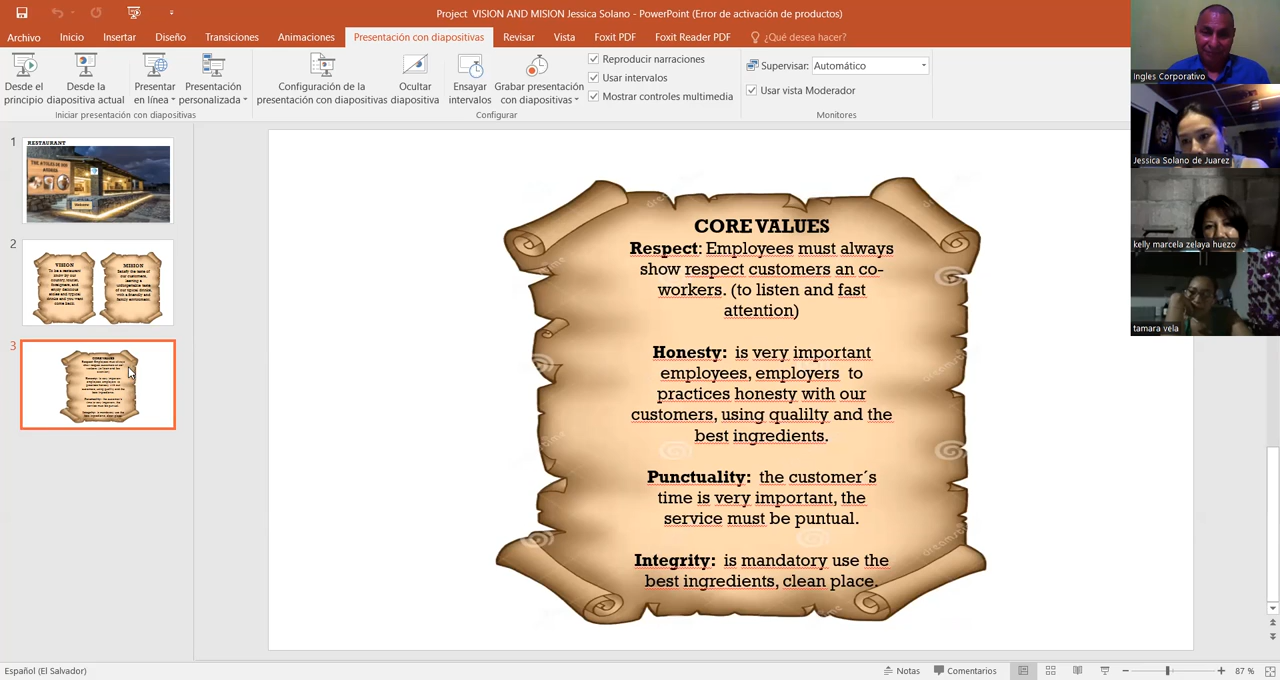 Project VISION AND MISION Jessica Solano - PowerPoint (Error de activación de productos)
Archivo Inicio Insertar Diseño Transiciones Animaciones Presentación con diapositivas Revisar Vista Foxit PDF Foxit Reader PDF ¿Qué desea hacer?
Desde el principio
Desde la diapositiva actual
Presentar en línea
Presentación personalizada
Iniciar presentación con diapositivas
Configuración de la presentación con diapositivas
Ocultar diapositiva
Ensayar intervalos
Grabar presentación con diapositivas
Reproducir narraciones
Usar intervalos
Mostrar controles multimedia
Configurar
Supervisar: Automático
Usar vista Moderador
Monitores
Ingles Corporativo
Jessica Solano de Juarez
kelly marcela zelaya huezo
tamara vela
1
RESTAURANT
2
VISION
MISSION
3
CORE VALUES
Respect: Employees must always
show respect customers an co-
workers. (to listen and fast
attention)
Honesty: is very important
employees, employers to
practices honesty with our
customers, using qualilty and the
best ingredients.
Punctuality: the customer´s
time is very important, the
service must be puntual.
Integrity: is mandatory use the
best ingredients, clean place.
Español (El Salvador)
Notas Comentarios 87 %